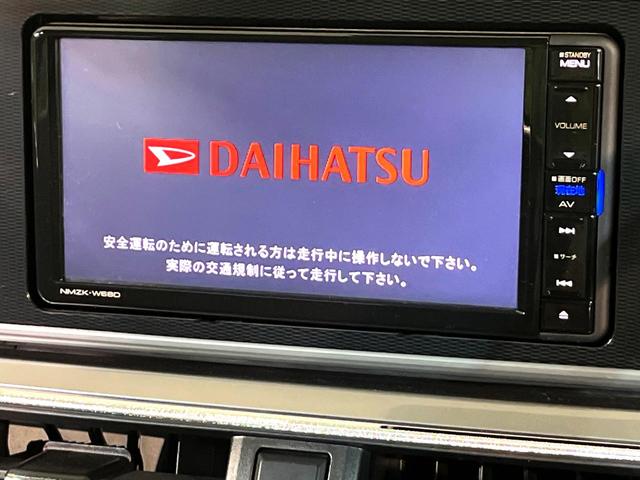 DAIHATSU
安全運転のために運転される方は走行中に操作しないで下さい。
実際の交通規制に従って走行して下さい。
NMZK-W68D
STANDBY
MENU
VOLUME
画面OFF
現在地
AV
サーチ